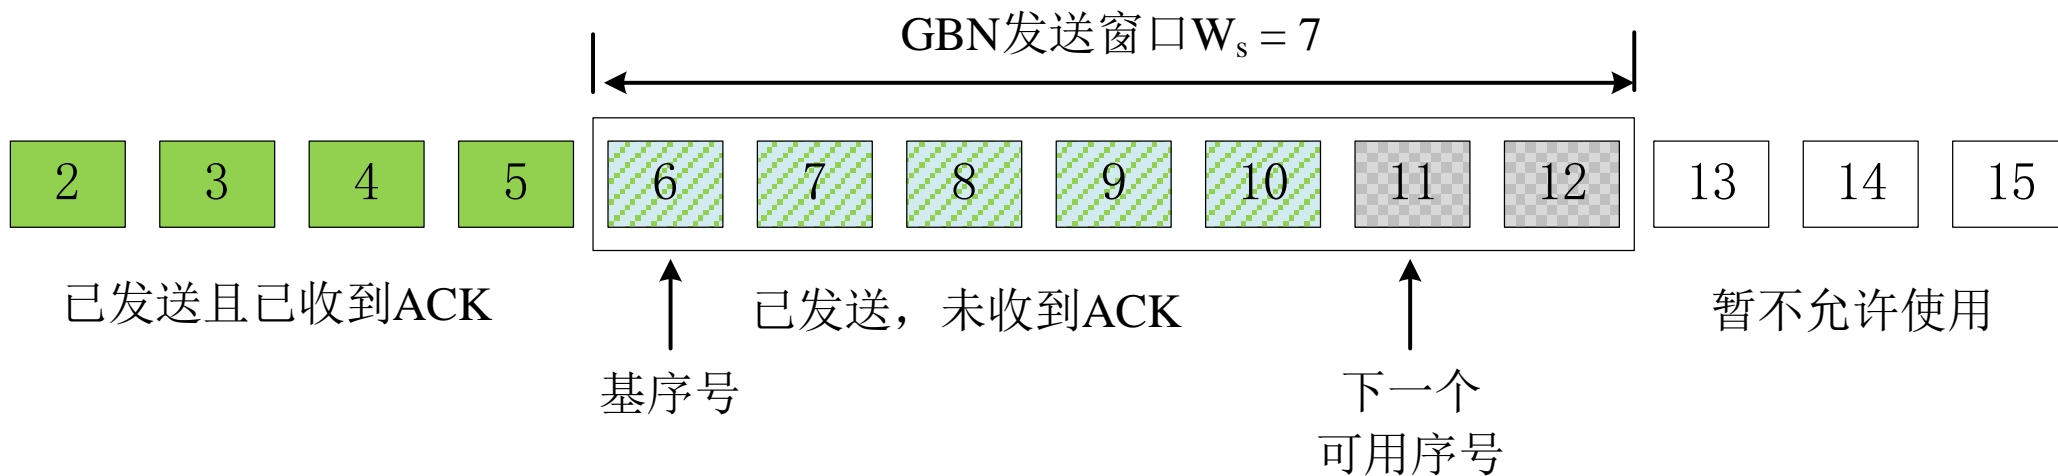 GBN发送窗口Ws = 7
2 3 4 5 6 7 8 9 10 11 12 13 14 15
已发送且已收到ACK
已发送，未收到ACK
暂不允许使用
基序号
下一个
可用序号